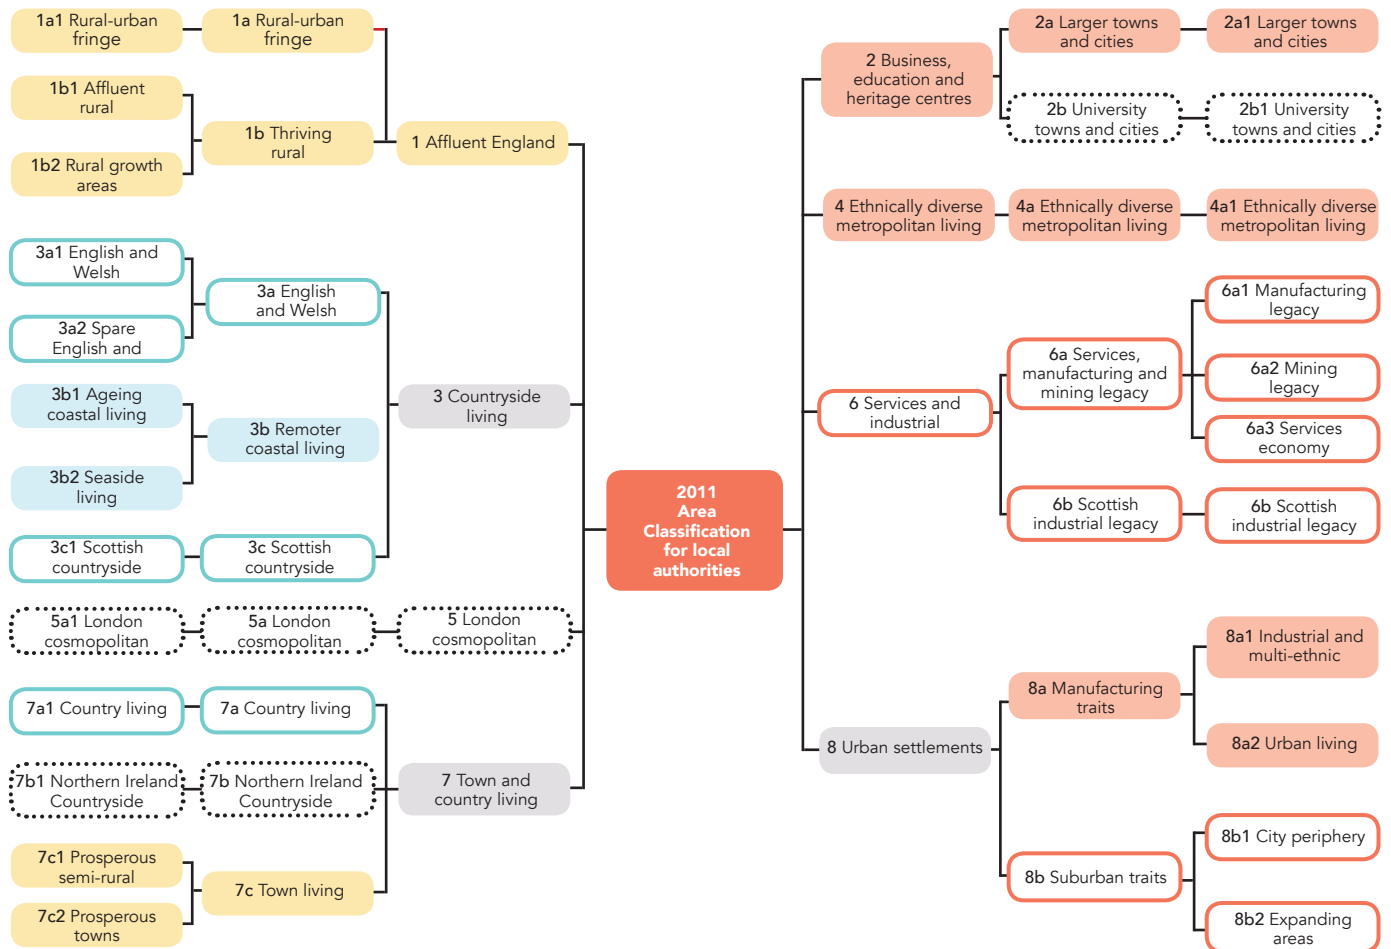 1a1 Rural-urban
fringe
1a Rural-urban
fringe
1b1 Affluent
rural
1b Thriving
rural
1b2 Rural growth
areas
1 Affluent England
3a1 English and
Welsh
3a English
and Welsh
3a2 Spare
English and
3b1 Ageing
coastal living
3b Remoter
coastal living
3b2 Seaside
living
3 Countryside
living
3c1 Scottish
countryside
3c Scottish
countryside
5a1 London
cosmopolitan
5a London
cosmopolitan
5 London
cosmopolitan
7a1 Country living
7a Country living
7b1 Northern Ireland
Countryside
7b Northern Ireland
Countryside
7 Town and
country living
7c1 Prosperous
semi-rural
7c Town living
7c2 Prosperous
towns
2011
Area
Classification
for local
authorities
2 Business,
education and
heritage centres
2a Larger towns
and cities
2a1 Larger towns
and cities
2b University
towns and cities
2b1 University
towns and cities
4 Ethnically diverse
metropolitan living
4a Ethnically diverse
metropolitan living
4a1 Ethnically diverse
metropolitan living
6 Services and
industrial
6a Services,
manufacturing and
mining legacy
6a1 Manufacturing
legacy
6a2 Mining
legacy
6a3 Services
economy
6b Scottish
industrial legacy
6b Scottish
industrial legacy
8 Urban settlements
8a Manufacturing
traits
8a1 Industrial and
multi-ethnic
8a2 Urban living
8b Suburban traits
8b1 City periphery
8b2 Expanding
areas